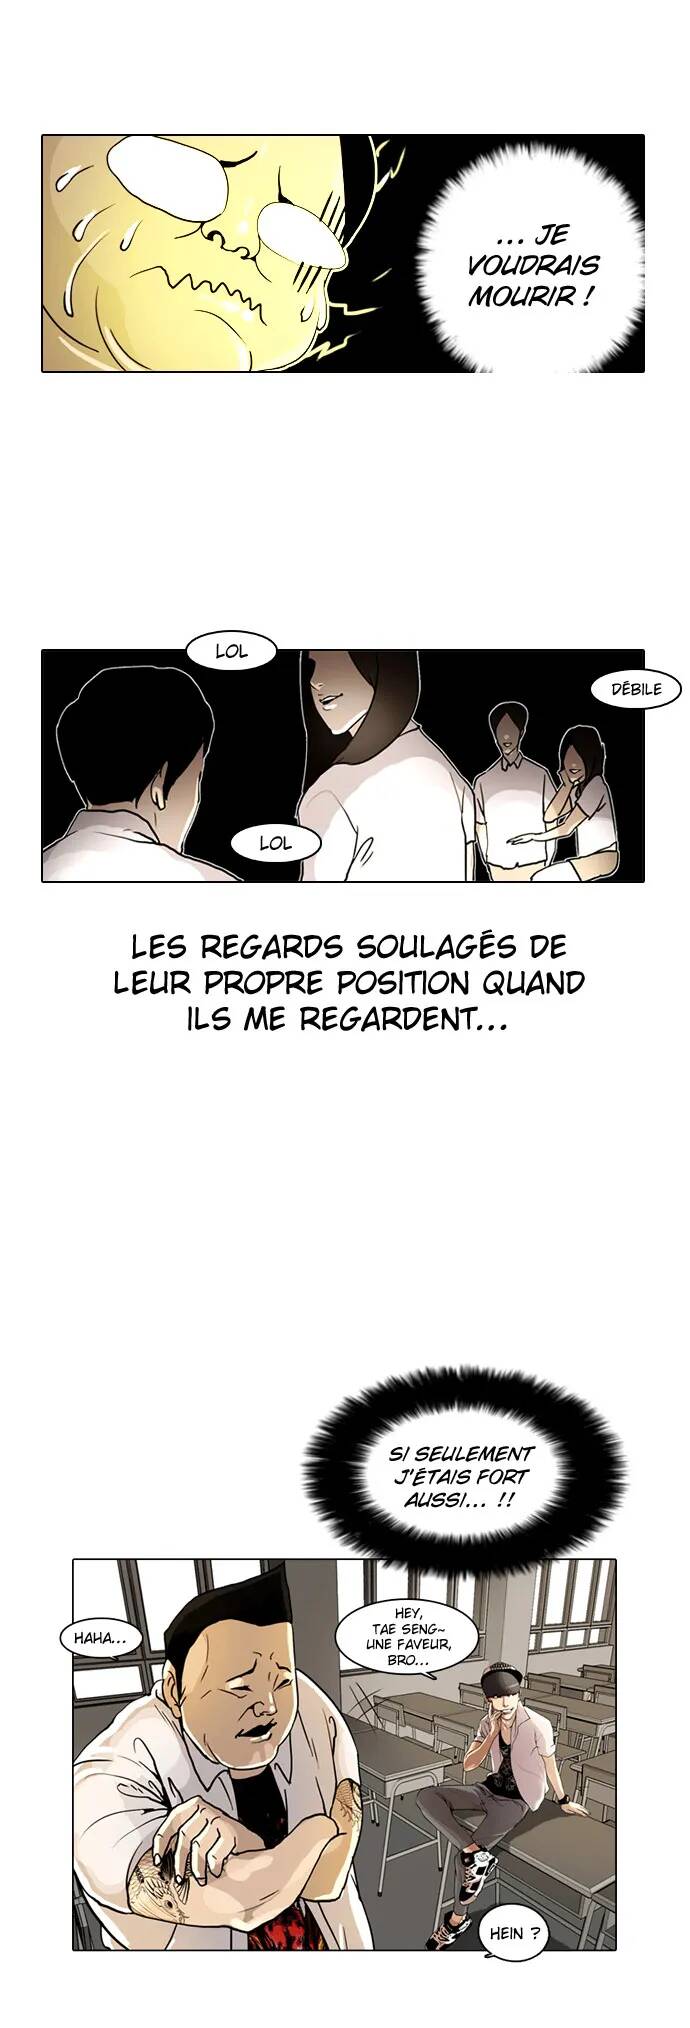 ... JE
VOUDRAIS
MOURIR !
LOL
DÉBILE
LOL
LES REGARDS SOULAGÉS DE
LEUR PROPRE POSITION QUAND
ILS ME REGARDENT...
SI SEULEMENT
J'ÉTAIS FORT
AUSSI... !!
HAHA...
HEY,
TAE SENG~
UNE FAVEUR,
BRO...
HEIN ?